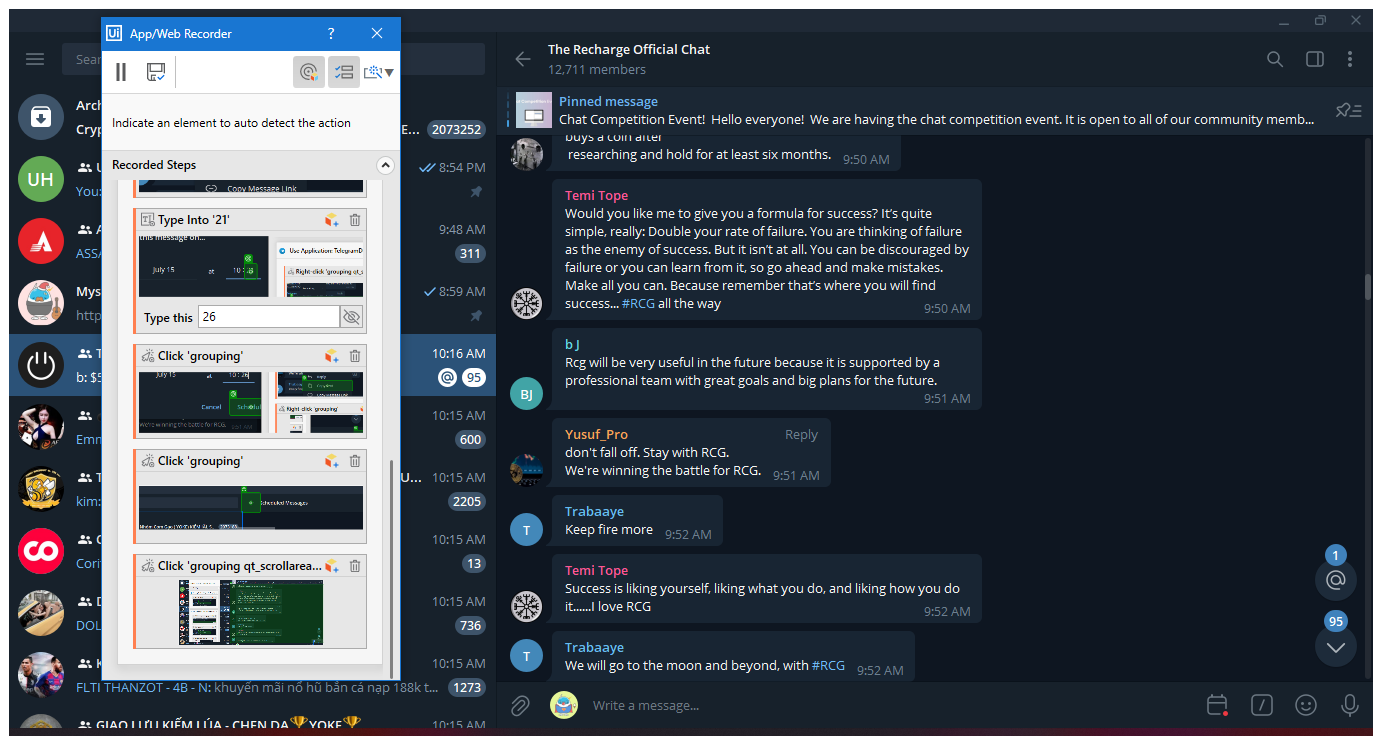 Ui App/Web Recorder ?
Indicate an element to auto detect the action
Recorded Steps
Copy Message Link
Type Into '21'
this message on...
July 15 at 10 :
Use Application: TelegramD
Right-click 'grouping qt_s
Type this 26
Click 'grouping'
July 15 at 10 : 26
Cancel Schedul
We're winning the battle for RCG.
Right-click 'grouping'
Click 'grouping'
Scheduled Messages
Click 'grouping qt_scrollarea...
Sear
Arc
Cryp
E... 2073252
UH
U 8:54 PM
You:
A 9:48 AM
ASSA 311
Mys 8:59 AM
http
T 10:16 AM
b: $5 @ 95
10:15 AM
Emm 600
T U... 10:15 AM
kim: 2205
C 10:15 AM
Cori 13
D 10:15 AM
DOL 736
K 10:15 AM
FLTI THANZOT - 4B - N: khuyến mãi nổ hũ bắn cá nạp 188k t... 1273
GIAO LƯU KIẾM LÚA - CHEN DA🏆YOKE🏆 10:15 AM
The Recharge Official Chat
12,711 members
Pinned message
Chat Competition Event! Hello everyone! We are having the chat competition event. It is open to all of our community memb...
buys a coin after
researching and hold for at least six months. 9:50 AM
Temi Tope
Would you like me to give you a formula for success? It's quite
simple, really: Double your rate of failure. You are thinking of failure
as the enemy of success. But it isn't at all. You can be discouraged by
failure or you can learn from it, so go ahead and make mistakes.
Make all you can. Because remember that's where you will find
success... #RCG all the way 9:50 AM
b J
Rcg will be very useful in the future because it is supported by a
professional team with great goals and big plans for the future.
BJ 9:51 AM
Yusuf_Pro Reply
don't fall off. Stay with RCG.
We're winning the battle for RCG. 9:51 AM
Trabaaye
T Keep fire more 9:52 AM
Temi Tope
Success is liking yourself, liking what you do, and liking how you do
it......I love RCG 9:52 AM
Trabaaye
T We will go to the moon and beyond, with #RCG 9:52 AM
1
@
95
Write a message...